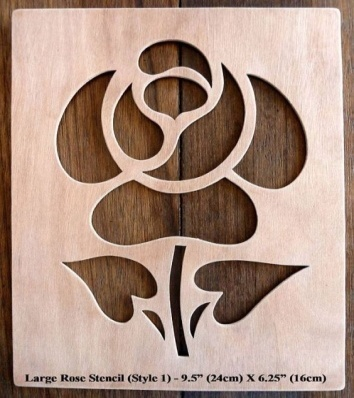 Large Rose Stencil (Style 1) - 9.5” (24cm) X 6.25” (16cm)